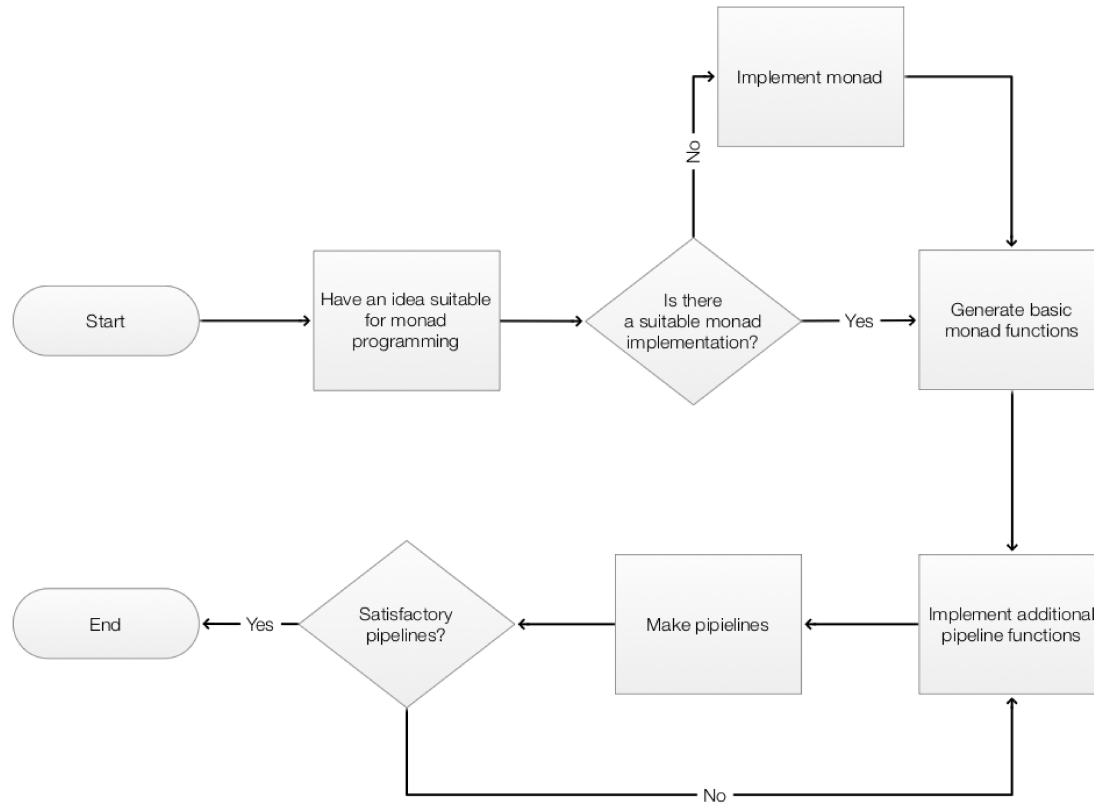 Implement monad
No
Start
Have an idea suitable
for monad
programming
Is there
a suitable monad
implementation?
Yes
Generate basic
monad functions
End
Yes
Satisfactory
pipelines?
Make pipielines
Implement additional
pipeline functions
No